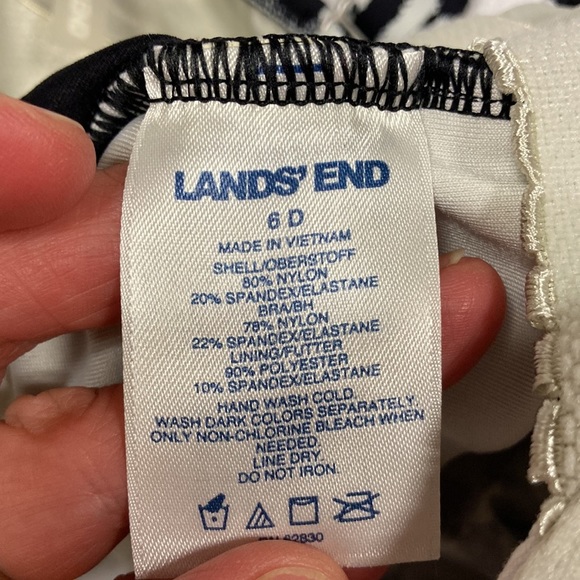 LANDS' END
6 D
MADE IN VIETNAM
SHELL/OBERSTOFF
80% NYLON
20% SPANDEX/ELASTANE
BRA/BH
78% NYLON
22% SPANDEX/ELASTANE
LINING/FUTTER
90% POLYESTER
10% SPANDEX/ELASTANE
HAND WASH COLD.
WASH DARK COLORS SEPARATELY.
ONLY NON-CHLORINE BLEACH WHEN
NEEDED.
LINE DRY.
DO NOT IRON.
62830